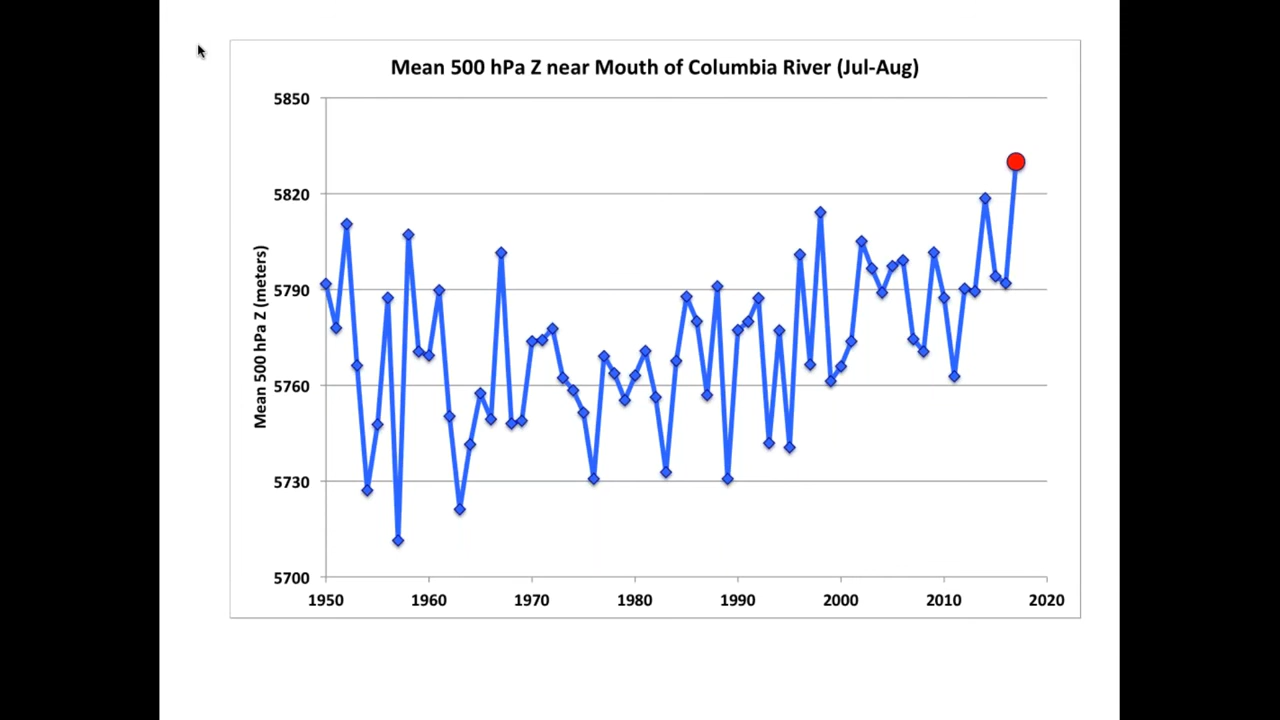 Mean 500 hPa Z near Mouth of Columbia River (Jul-Aug)
5850
5820
5790
5760
5730
5700
Mean 500 hPa Z (meters)
1950 1960 1970 1980 1990 2000 2010 2020